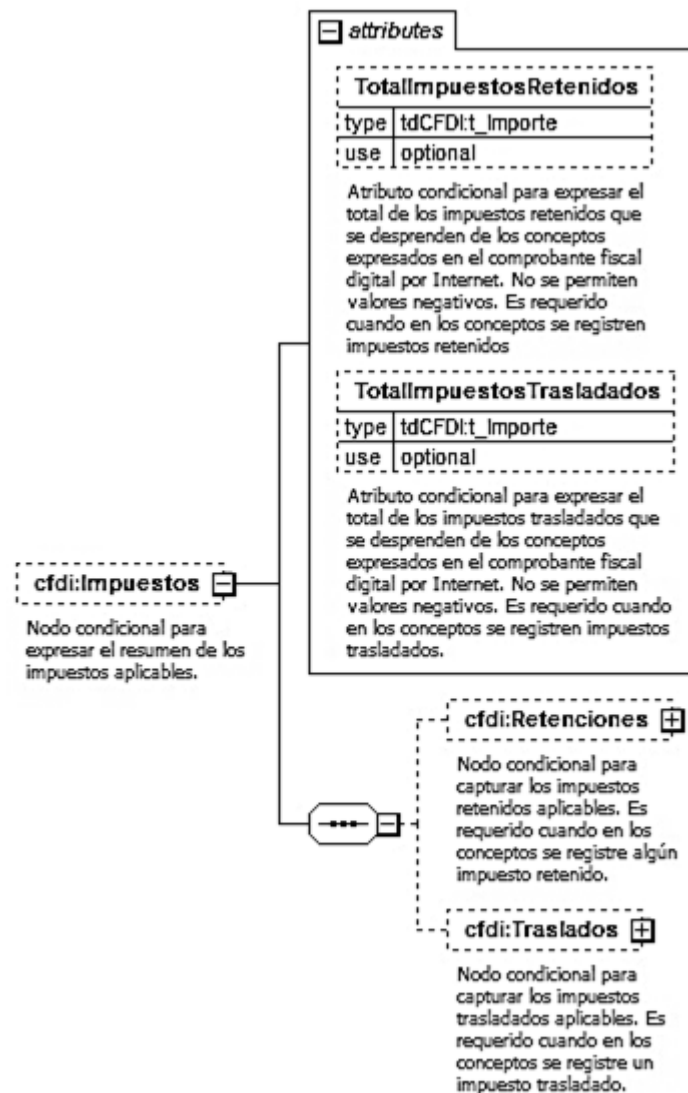 attributes
TotalImpuestosRetenidos
type tdCFDI:t_Importe
use optional
Atributo condicional para expresar el
total de los impuestos retenidos que
se desprenden de los conceptos
expresados en el comprobante fiscal
digital por Internet. No se permiten
valores negativos. Es requerido
cuando en los conceptos se registren
impuestos retenidos
TotalImpuestosTrasladados
type tdCFDI:t_Importe
use optional
Atributo condicional para expresar el
total de los impuestos trasladados que
se desprenden de los conceptos
expresados en el comprobante fiscal
digital por Internet. No se permiten
valores negativos. Es requerido cuando
en los conceptos se registren impuestos
trasladados.
cfdi:Impuestos
Nodo condicional para
expresar el resumen de los
impuestos aplicables.
cfdi:Retenciones
Nodo condicional para
capturar los impuestos
retenidos aplicables. Es
requerido cuando en los
conceptos se registre algún
impuesto retenido.
cfdi:Traslados
Nodo condicional para
capturar los impuestos
trasladados aplicables. Es
requerido cuando en los
conceptos se registre un
impuesto trasladado.